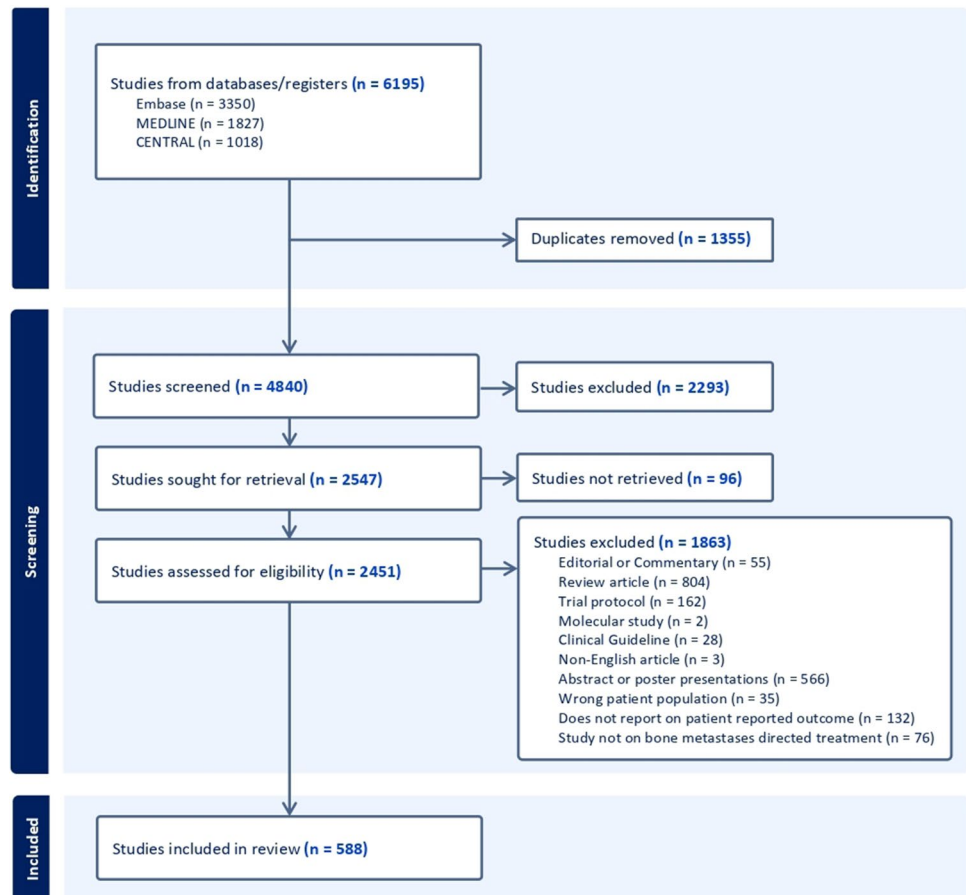 Identification
Studies from databases/registers (n = 6195)
Embase (n = 3350)
MEDLINE (n = 1827)
CENTRAL (n = 1018)
Duplicates removed (n = 1355)
Screening
Studies screened (n = 4840)
Studies excluded (n = 2293)
Studies sought for retrieval (n = 2547)
Studies not retrieved (n = 96)
Studies assessed for eligibility (n = 2451)
Studies excluded (n = 1863)
Editorial or Commentary (n = 55)
Review article (n = 804)
Trial protocol (n = 162)
Molecular study (n = 2)
Clinical Guideline (n = 28)
Non-English article (n = 3)
Abstract or poster presentations (n = 566)
Wrong patient population (n = 35)
Does not report on patient reported outcome (n = 132)
Study not on bone metastases directed treatment (n = 76)
Included
Studies included in review (n = 588)